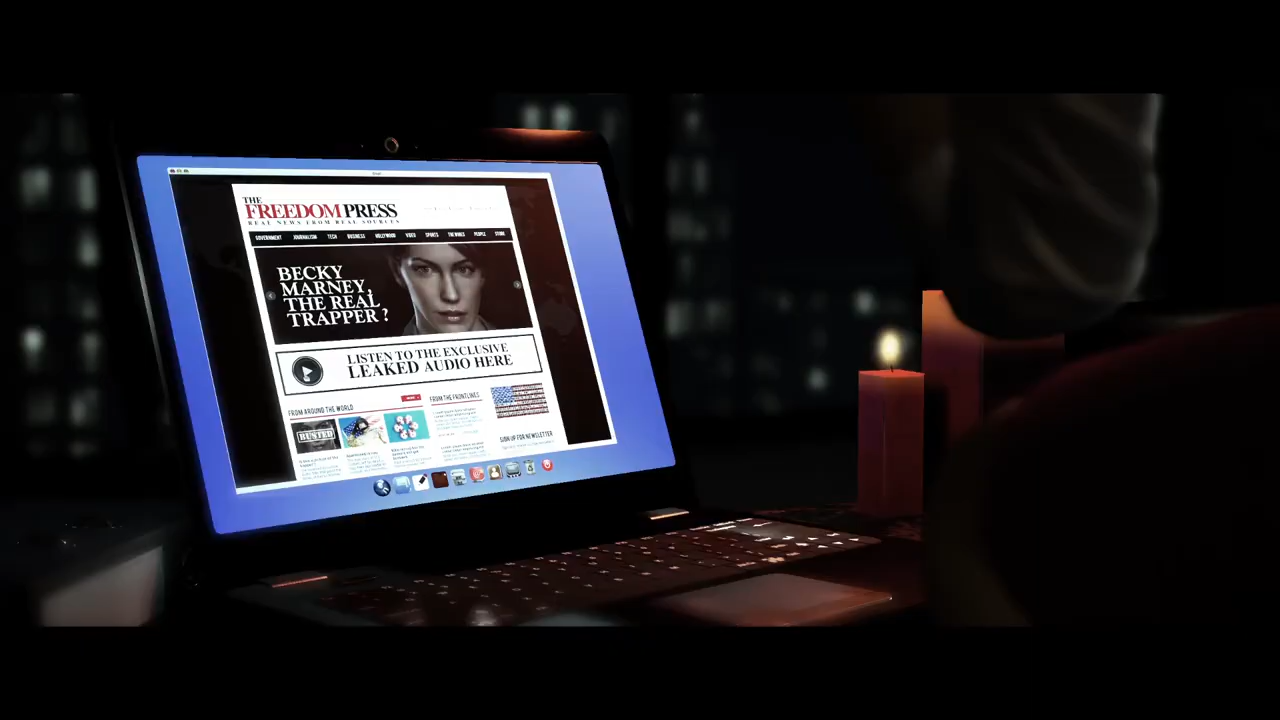 THE
FREEDOM PRESS
REAL NEWS FROM REAL SOURCES
GOVERNMENT JOURNALISM TECH BUSINESS HOLLYWOOD VIDEO SPORTS THE WIRES PEOPLE STORE
BECKY
MARNEY,
THE REAL
TRAPPER ?
LISTEN TO THE EXCLUSIVE
LEAKED AUDIO HERE
FROM AROUND THE WORLD
FROM THE FRONTLINES
BUSTED
SIGN UP FOR NEWSLETTER